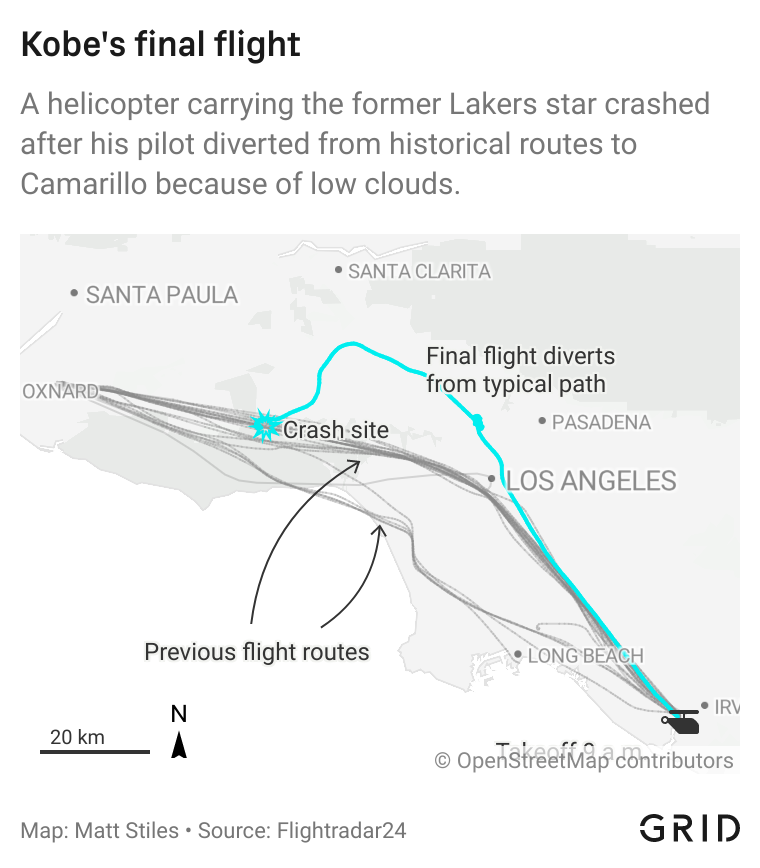 Kobe's final flight
A helicopter carrying the former Lakers star crashed
after his pilot diverted from historical routes to
Camarillo because of low clouds.
SANTA CLARITA
SANTA PAULA
Final flight diverts
from typical path
OXNARD
PASADENA
Crash site
LOS ANGELES
Previous flight routes
LONG BEACH
IRV
N
20 km
Takeoff 9 a.m.
© OpenStreetMap contributors
Map: Matt Stiles • Source: Flightradar24
GRID